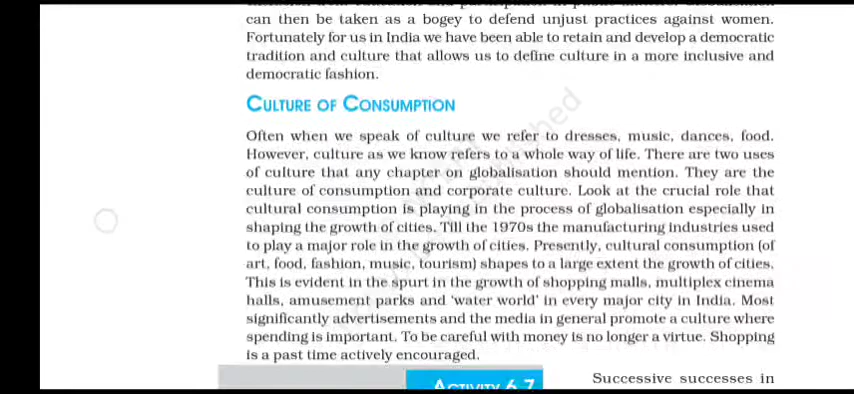 can then be taken as a bogey to defend unjust practices against women.
Fortunately for us in India we have been able to retain and develop a democratic
tradition and culture that allows us to define culture in a more inclusive and
democratic fashion.
CULTURE OF CONSUMPTION
Often when we speak of culture we refer to dresses, music, dances, food.
However, culture as we know refers to a whole way of life. There are two uses
of culture that any chapter on globalisation should mention. They are the
culture of consumption and corporate culture. Look at the crucial role that
cultural consumption is playing in the process of globalisation especially in
shaping the growth of cities. Till the 1970s the manufacturing industries used
to play a major role in the growth of cities. Presently, cultural consumption (of
art, food, fashion, music, tourism) shapes to a large extent the growth of cities.
This is evident in the spurt in the growth of shopping malls, multiplex cinema
halls, amusement parks and 'water world' in every major city in India. Most
significantly advertisements and the media in general promote a culture where
spending is important. To be careful with money is no longer a virtue. Shopping
is a past time actively encouraged.
ACTIVITY 6.7
Successive successes in